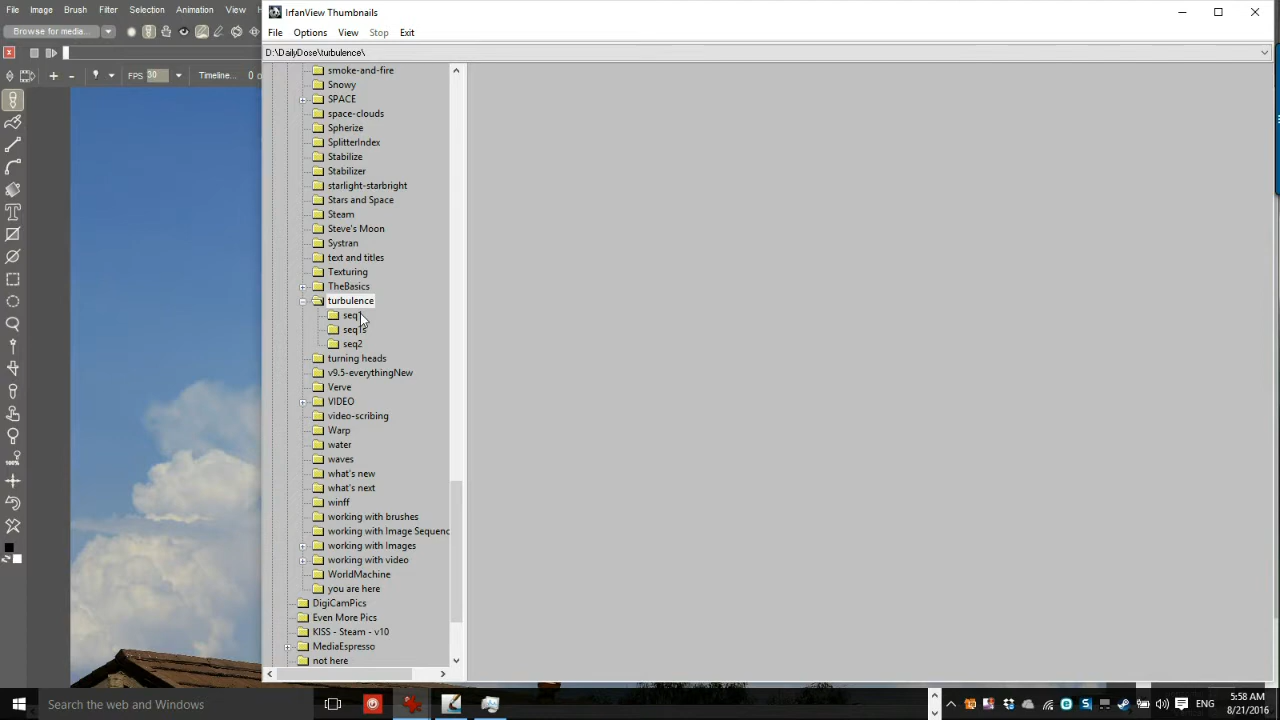 File Image Brush Filter Selection Animation View
Browse for media...
FPS 30 Timeline... 0
IrfanView Thumbnails
File Options View Stop Exit
D:\DailyDose\turbulence\
smoke-and-fire
Snowy
SPACE
space-clouds
Spherize
SplitterIndex
Stabilize
Stabilizer
starlight-starbright
Stars and Space
Steam
Steve's Moon
Systran
text and titles
Texturing
TheBasics
turbulence
seq2
turning heads
v9.5-everythingNew
Verve
VIDEO
video-scribing
Warp
water
waves
what's new
what's next
winff
working with brushes
working with Image Sequenc
working with Images
working with video
WorldMachine
you are here
DigiCamPics
Even More Pics
KISS - Steam - v10
MediaEspresso
not here
100%
Search the web and Windows
ENG
5:58 AM
8/21/2016